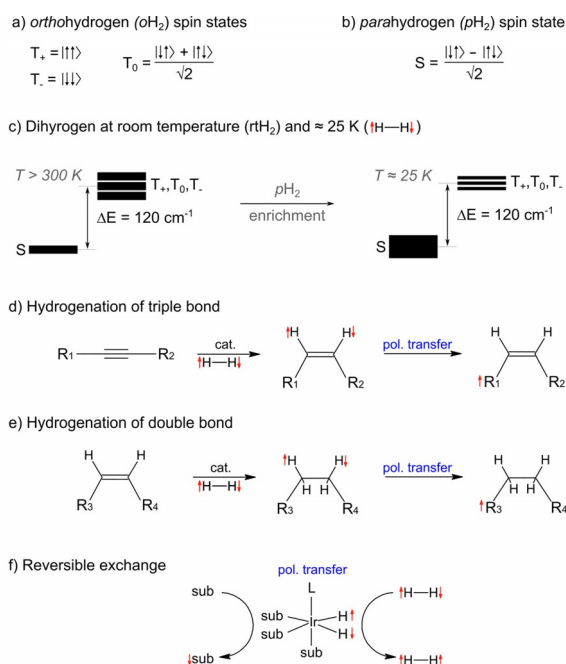 a) orthohydrogen (oH₂) spin states
b) parahydrogen (pH₂) spin state
T₊ = |↑↑⟩
T₋ = |↓↓⟩
T₀ = |↓↑⟩ + |↑↓⟩
√2
S = |↓↑⟩ − |↑↓⟩
√2
c) Dihyrogen at room temperature (rtH₂) and ≈ 25 K (↑H—H↓)
T > 300 K
T₊,T₀,T₋
ΔE = 120 cm⁻¹
S
pH₂
enrichment
T ≈ 25 K
T₊,T₀,T₋
ΔE = 120 cm⁻¹
S
d) Hydrogenation of triple bond
R₁ R₂
cat.
↑H—H↓
↑H H↓
R₁ R₂
pol. transfer
H H
↑R₁ R₂
e) Hydrogenation of double bond
H H
R₃ R₄
cat.
↑H—H↓
↑H H↓
H H
R₃ R₄
pol. transfer
H H
H H
↑R₃ R₄
f) Reversible exchange
sub
↓sub
pol. transfer
L
sub Ir H↑
sub H↓
sub
↑H—H↓
↑H—H↑